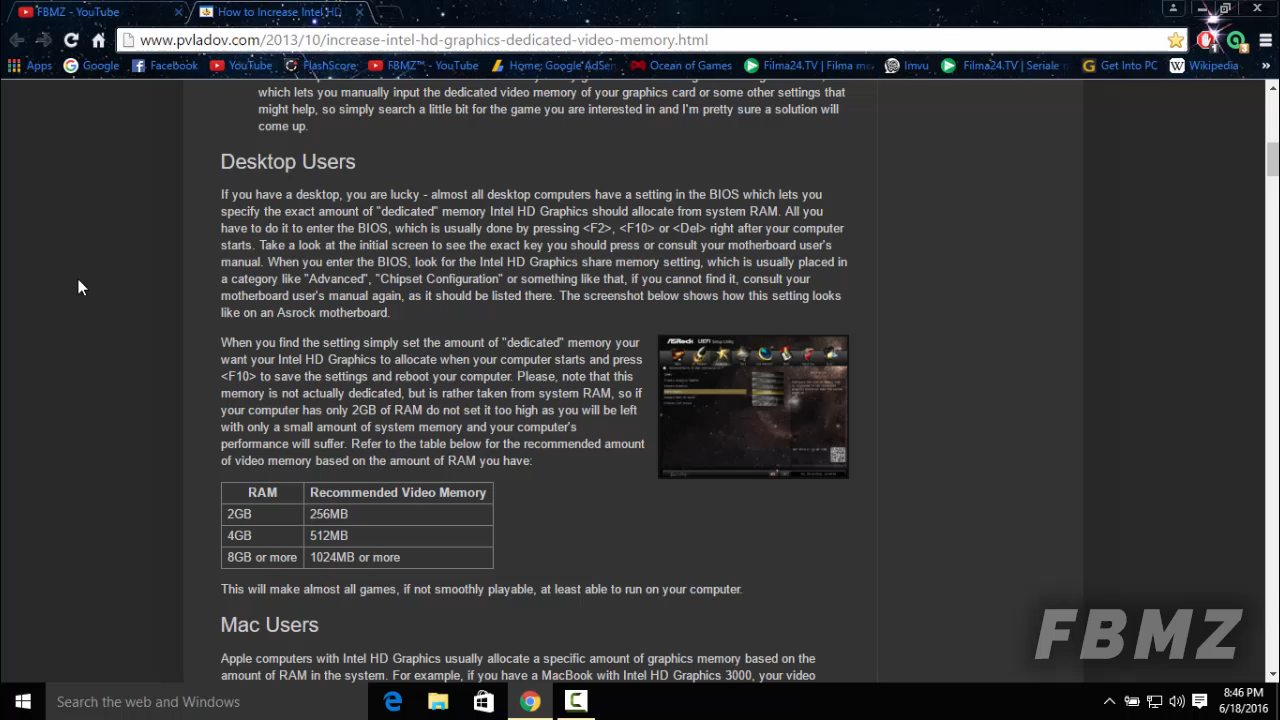 FBMZ - YouTube
How to Increase Intel HD
www.pvladov.com/2013/10/increase-intel-hd-graphics-dedicated-video-memory.html
1
3
Apps
Google
Facebook
YouTube
FlashScore
FBMZ™ - YouTube
Home: Google AdSen
Ocean of Games
Filma24.TV | Filma me
Imvu
Filma24.TV | Seriale m
Get Into PC
Wikipedia
»
which lets you manually input the dedicated video memory of your graphics card or some other settings that
might help, so simply search a little bit for the game you are interested in and I'm pretty sure a solution will
come up.
Desktop Users
If you have a desktop, you are lucky - almost all desktop computers have a setting in the BIOS which lets you
specify the exact amount of "dedicated" memory Intel HD Graphics should allocate from system RAM. All you
have to do it to enter the BIOS, which is usually done by pressing <F2>, <F10> or <Del> right after your computer
starts. Take a look at the initial screen to see the exact key you should press or consult your motherboard user's
manual. When you enter the BIOS, look for the Intel HD Graphics share memory setting, which is usually placed in
a category like "Advanced", "Chipset Configuration" or something like that, if you cannot find it, consult your
motherboard user's manual again, as it should be listed there. The screenshot below shows how this setting looks
like on an Asrock motherboard.
When you find the setting simply set the amount of "dedicated" memory your
want your Intel HD Graphics to allocate when your computer starts and press
<F10> to save the settings and reboot your computer. Please, note that this
memory is not actually dedicated, but is rather taken from system RAM, so if
your computer has only 2GB of RAM do not set it too high as you will be left
with only a small amount of system memory and your computer's
performance will suffer. Refer to the table below for the recommended amount
of video memory based on the amount of RAM you have:
ASRock UEFI
RAM Recommended Video Memory
2GB 256MB
4GB 512MB
8GB or more 1024MB or more
This will make almost all games, if not smoothly playable, at least able to run on your computer.
Mac Users
Apple computers with Intel HD Graphics usually allocate a specific amount of graphics memory based on the
amount of RAM in the system. For example, if you have a MacBook with Intel HD Graphics 3000, your video
FBMZ
Search the web and Windows
8:46 PM
6/18/2016